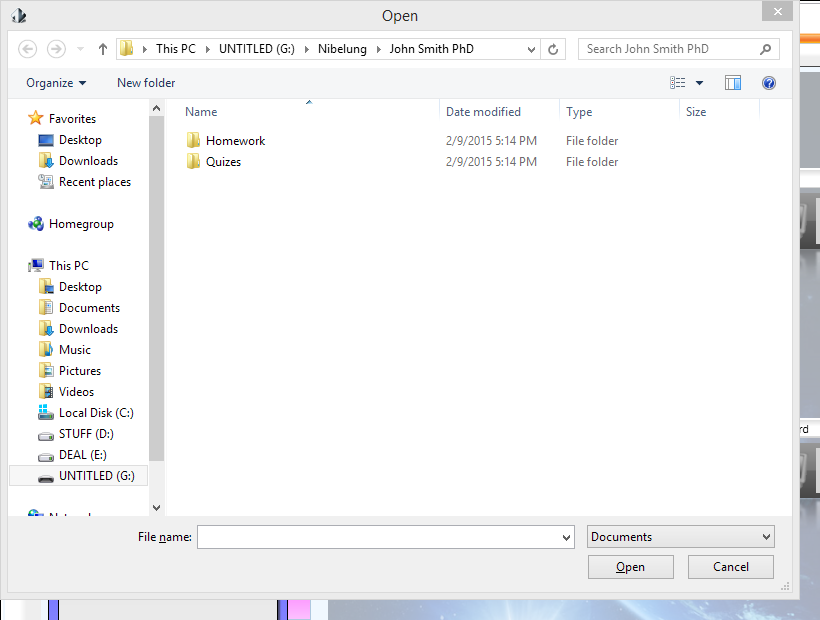 Open
This PC UNTITLED (G:) Nibelung John Smith PhD
Search John Smith PhD
Organize New folder
Name Date modified Type Size
Homework 2/9/2015 5:14 PM File folder
Quizes 2/9/2015 5:14 PM File folder
Favorites
Desktop
Downloads
Recent places
Homegroup
This PC
Desktop
Documents
Downloads
Music
Pictures
Videos
Local Disk (C:)
STUFF (D:)
DEAL (E:)
UNTITLED (G:)
rd
File name: Documents
Open Cancel